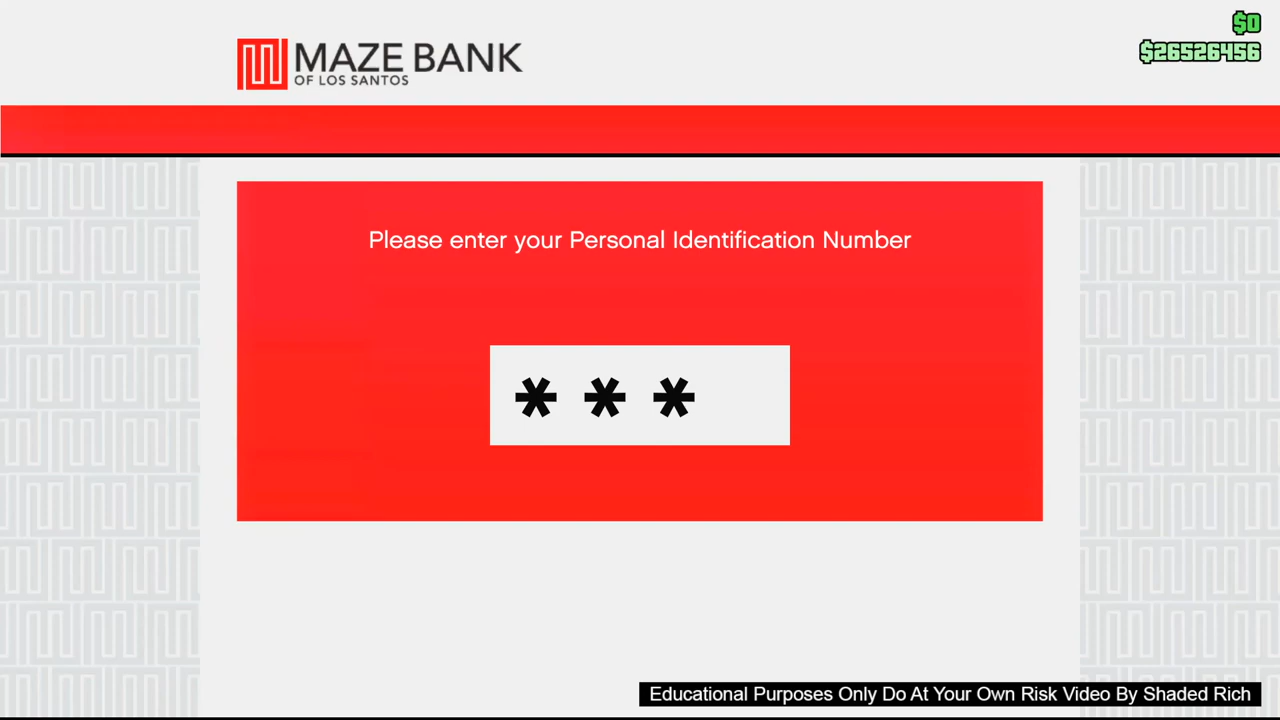 $0
$26526456
MAZE BANK
OF LOS SANTOS
Please enter your Personal Identification Number
* * *
Educational Purposes Only Do At Your Own Risk Video By Shaded Rich